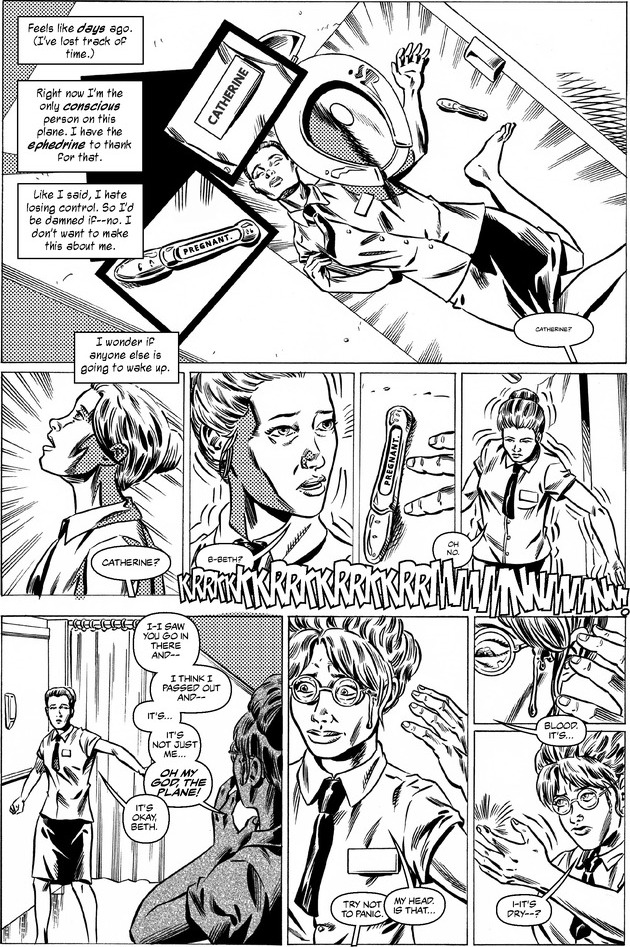 Feels like days ago.
(I've lost track of
time.)
Right now I'm the
only conscious
person on this
plane. I have the
ephedrine to thank
for that.
Like I said, I hate
losing control. So I'd
be damned if--no. I
don't want to make
this about me.
CATHERINE
PREGNANT.
CATHERINE?
I wonder if
anyone else is
going to wake up.
CATHERINE?
B-BETH?
PREGNANT.
OH
NO.
I-I SAW
YOU GO IN
THERE
AND--
I THINK I
PASSED OUT
AND--
IT'S...
IT'S
NOT JUST
ME...
OH MY
GOD, THE
PLANE!
IT'S
OKAY,
BETH.
TRY NOT
TO PANIC.
MY HEAD.
IS THAT...
BLOOD.
IT'S...
I-IT'S
DRY--?